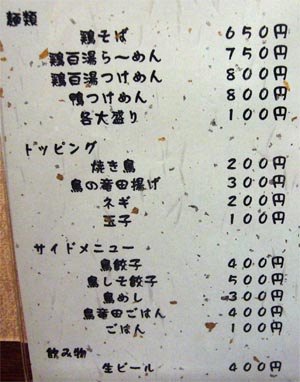 麺類
鶏そば 650円
鶏百湯ら〜めん 750円
鶏百湯つけめん 800円
鴨つけめん 800円
各大盛り 100円
トッピング
焼き鳥 200円
鳥の竜田揚げ 300円
ネギ 200円
玉子 100円
サイドメニュー
鳥餃子 400円
鳥しそ餃子 500円
鳥めし 300円
鳥竜田ごはん 400円
ごはん 100円
飲み物
生ビール 400円